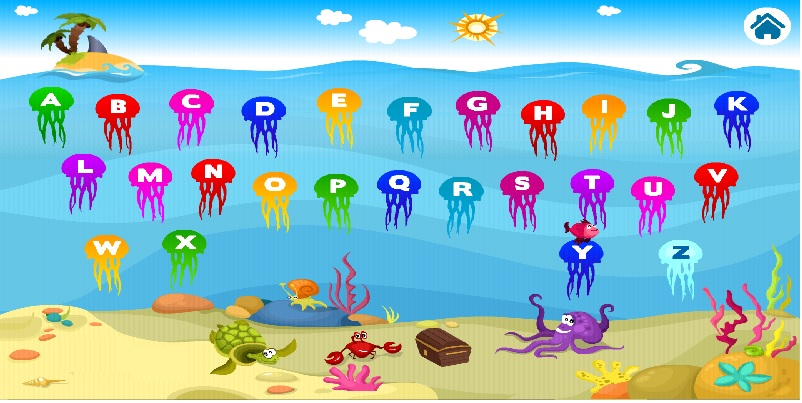 A B C D E F G H I J K
L M N O P Q R S T U V
W X Y Z